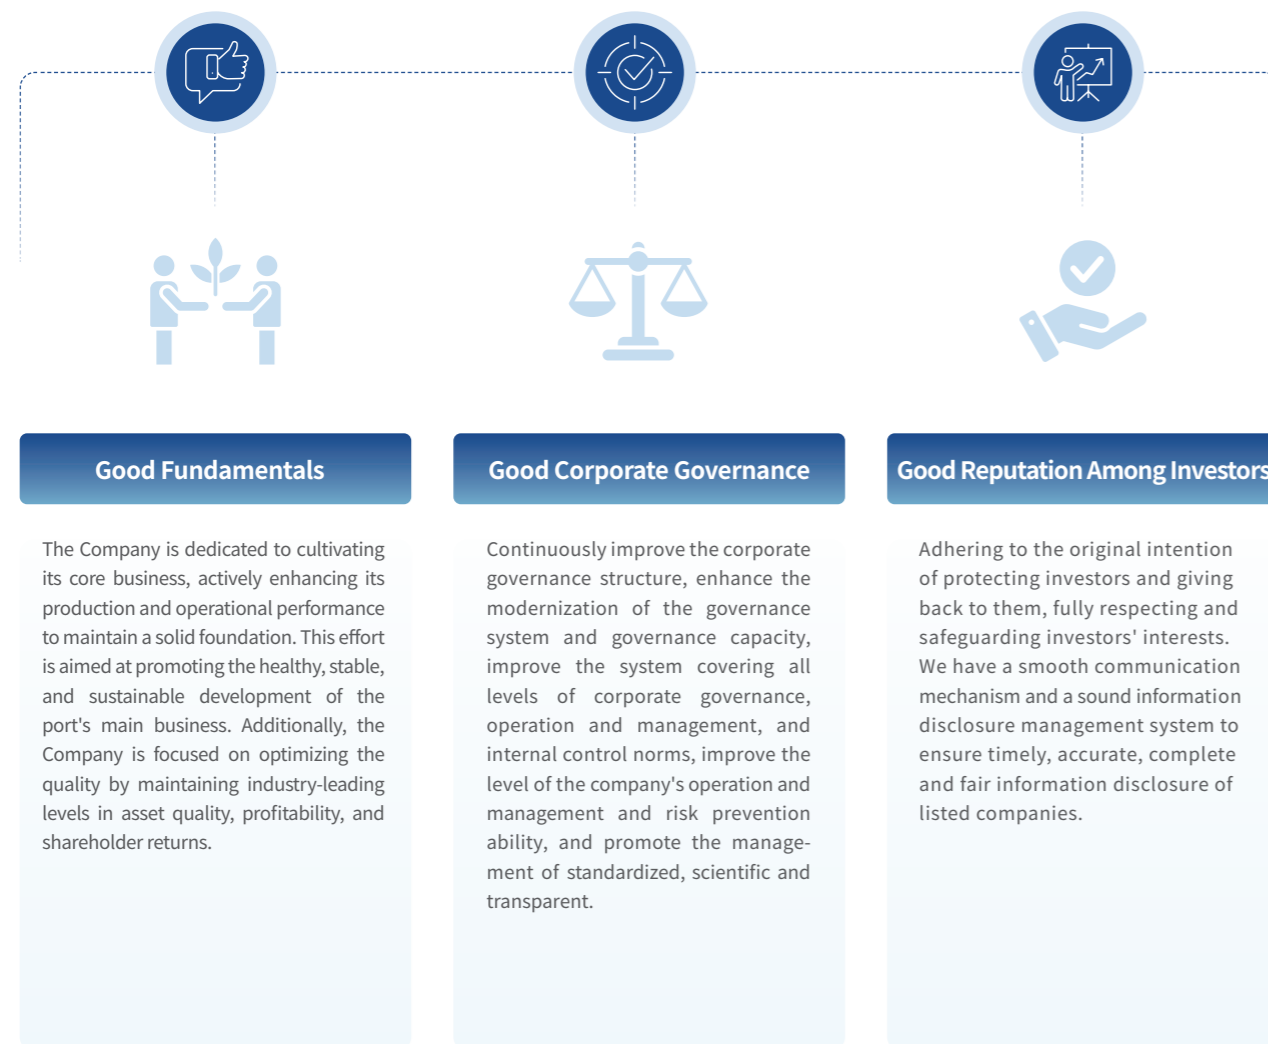 Good Fundamentals
The Company is dedicated to cultivating
its core business, actively enhancing its
production and operational performance
to maintain a solid foundation. This effort
is aimed at promoting the healthy, stable,
and sustainable development of the
port's main business. Additionally, the
Company is focused on optimizing the
quality by maintaining industry-leading
levels in asset quality, profitability, and
shareholder returns.
Good Corporate Governance
Continuously improve the corporate
governance structure, enhance the
modernization of the governance
system and governance capacity,
improve the system covering all
levels of corporate governance,
operation and management, and
internal control norms, improve the
level of the company's operation and
management and risk prevention
ability, and promote the manage-
ment of standardized, scientific and
transparent.
Good Reputation Among Investors
Adhering to the original intention
of protecting investors and giving
back to them, fully respecting and
safeguarding investors' interests.
We have a smooth communication
mechanism and a sound information
disclosure management system to
ensure timely, accurate, complete
and fair information disclosure of
listed companies.